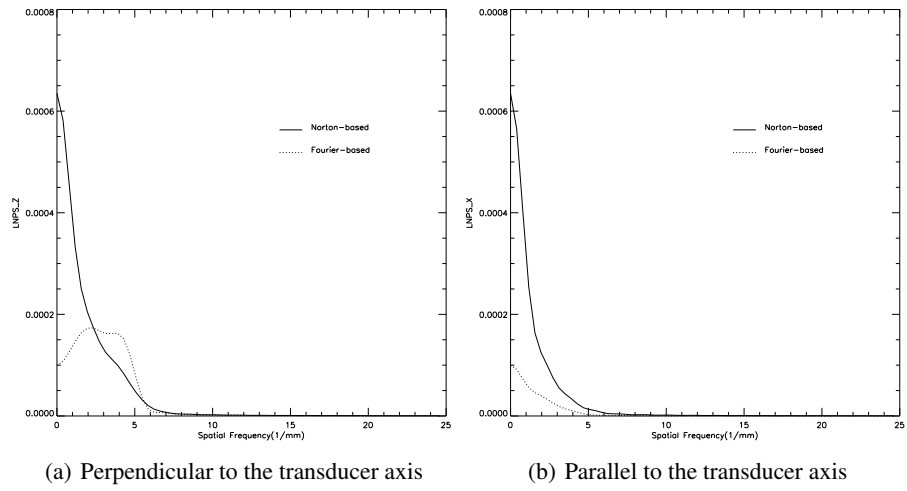 0.0008
0.0006
0.0004
0.0002
0.0000
LNPS_Z
0 5 10 15 20 25
Spatial Frequency(1/mm)
Norton-based
Fourier-based
(a) Perpendicular to the transducer axis
0.0008
0.0006
0.0004
0.0002
0.0000
LNPS_X
0 5 10 15 20 25
Spatial Frequency(1/mm)
Norton-based
Fourier-based
(b) Parallel to the transducer axis